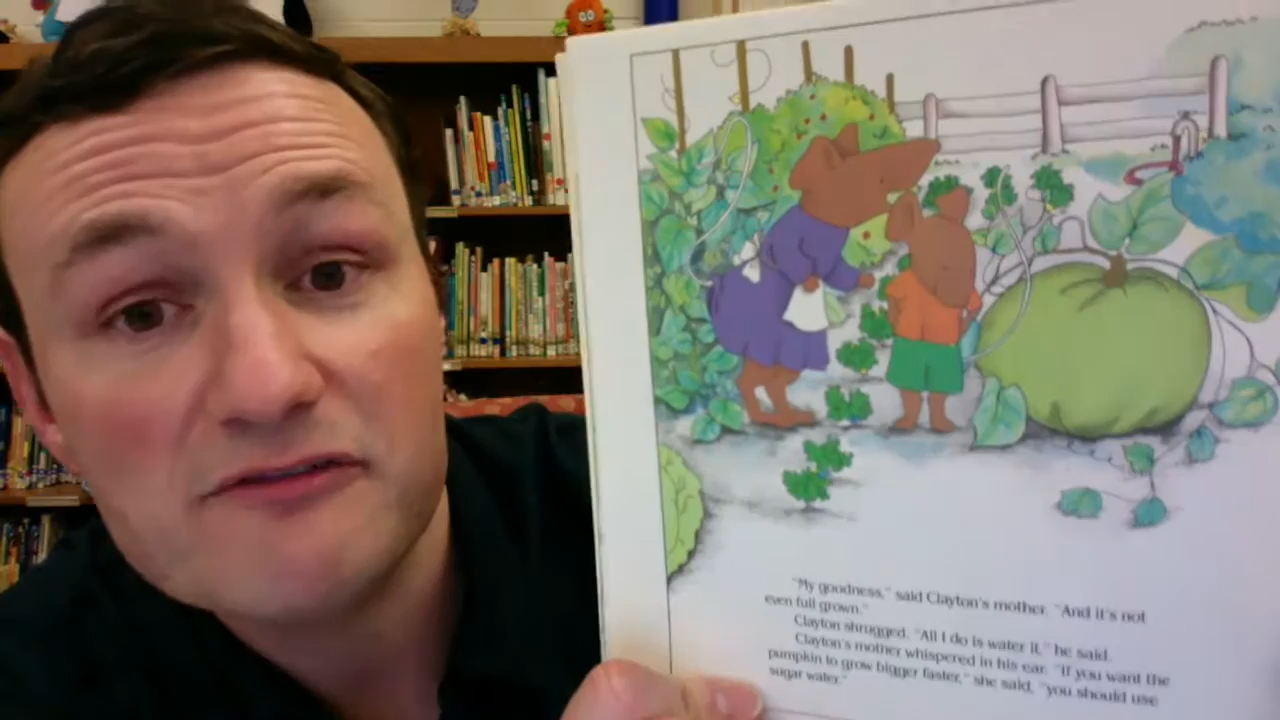 "My goodness," said Clayton's mother. "And it's not
even full grown."
Clayton shrugged. "All I do is water it," he said.
Clayton's mother whispered in his ear. "If you want the
pumpkin to grow bigger faster," she said, "you should use
sugar water."